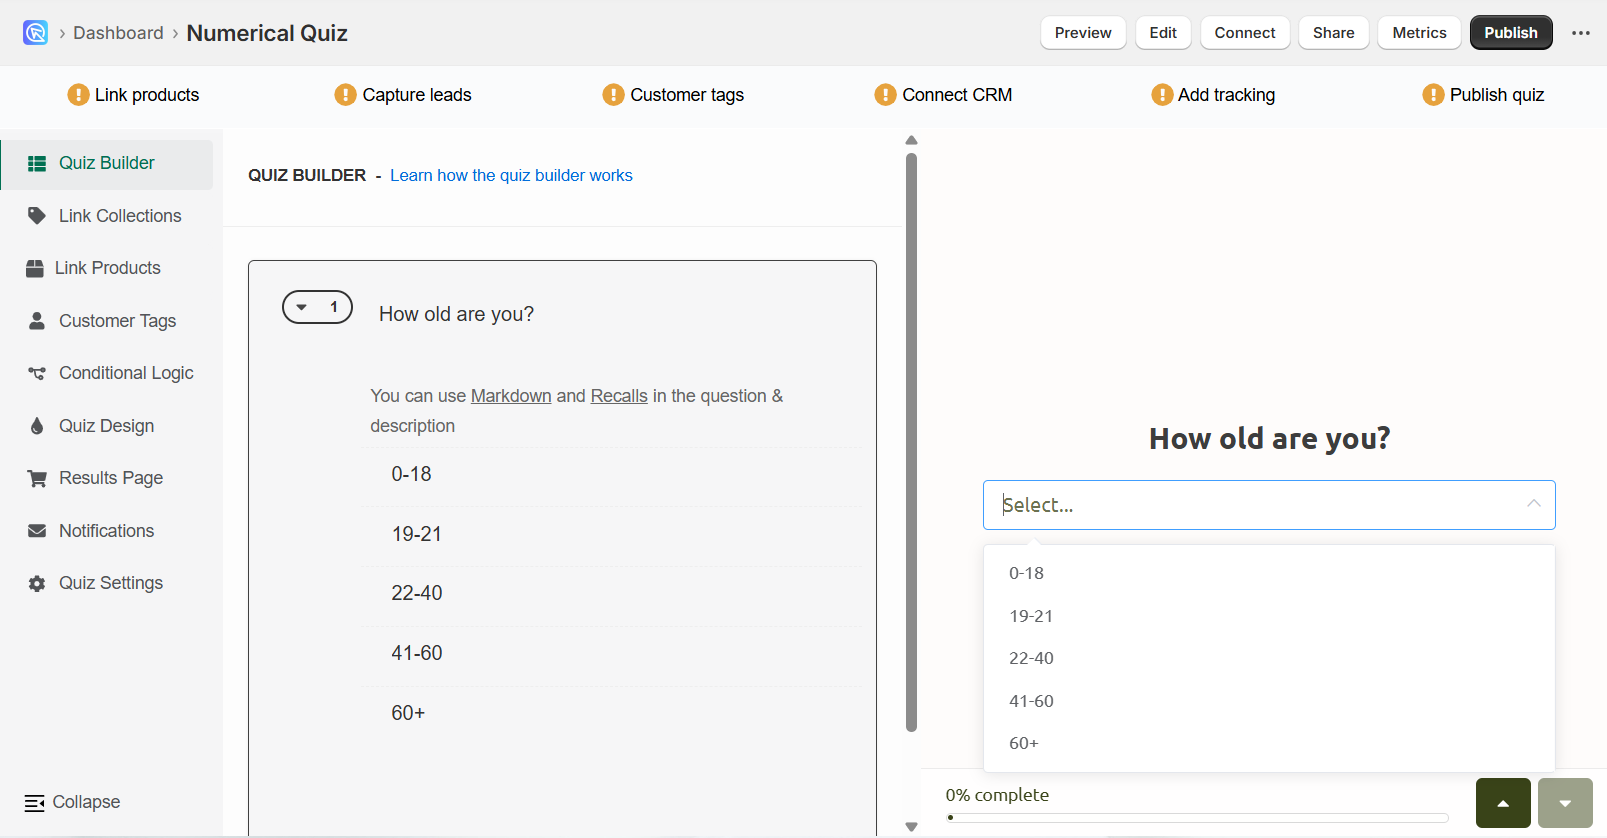 › Dashboard › Numerical Quiz
Preview
Edit
Connect
Share
Metrics
Publish
Link products
Capture leads
Customer tags
Connect CRM
Add tracking
Publish quiz
Quiz Builder
Link Collections
Link Products
Customer Tags
Conditional Logic
Quiz Design
Results Page
Notifications
Quiz Settings
Collapse
QUIZ BUILDER - Learn how the quiz builder works
1
How old are you?
You can use Markdown and Recalls in the question &
description
0-18
19-21
22-40
41-60
60+
How old are you?
Select...
0-18
19-21
22-40
41-60
60+
0% complete